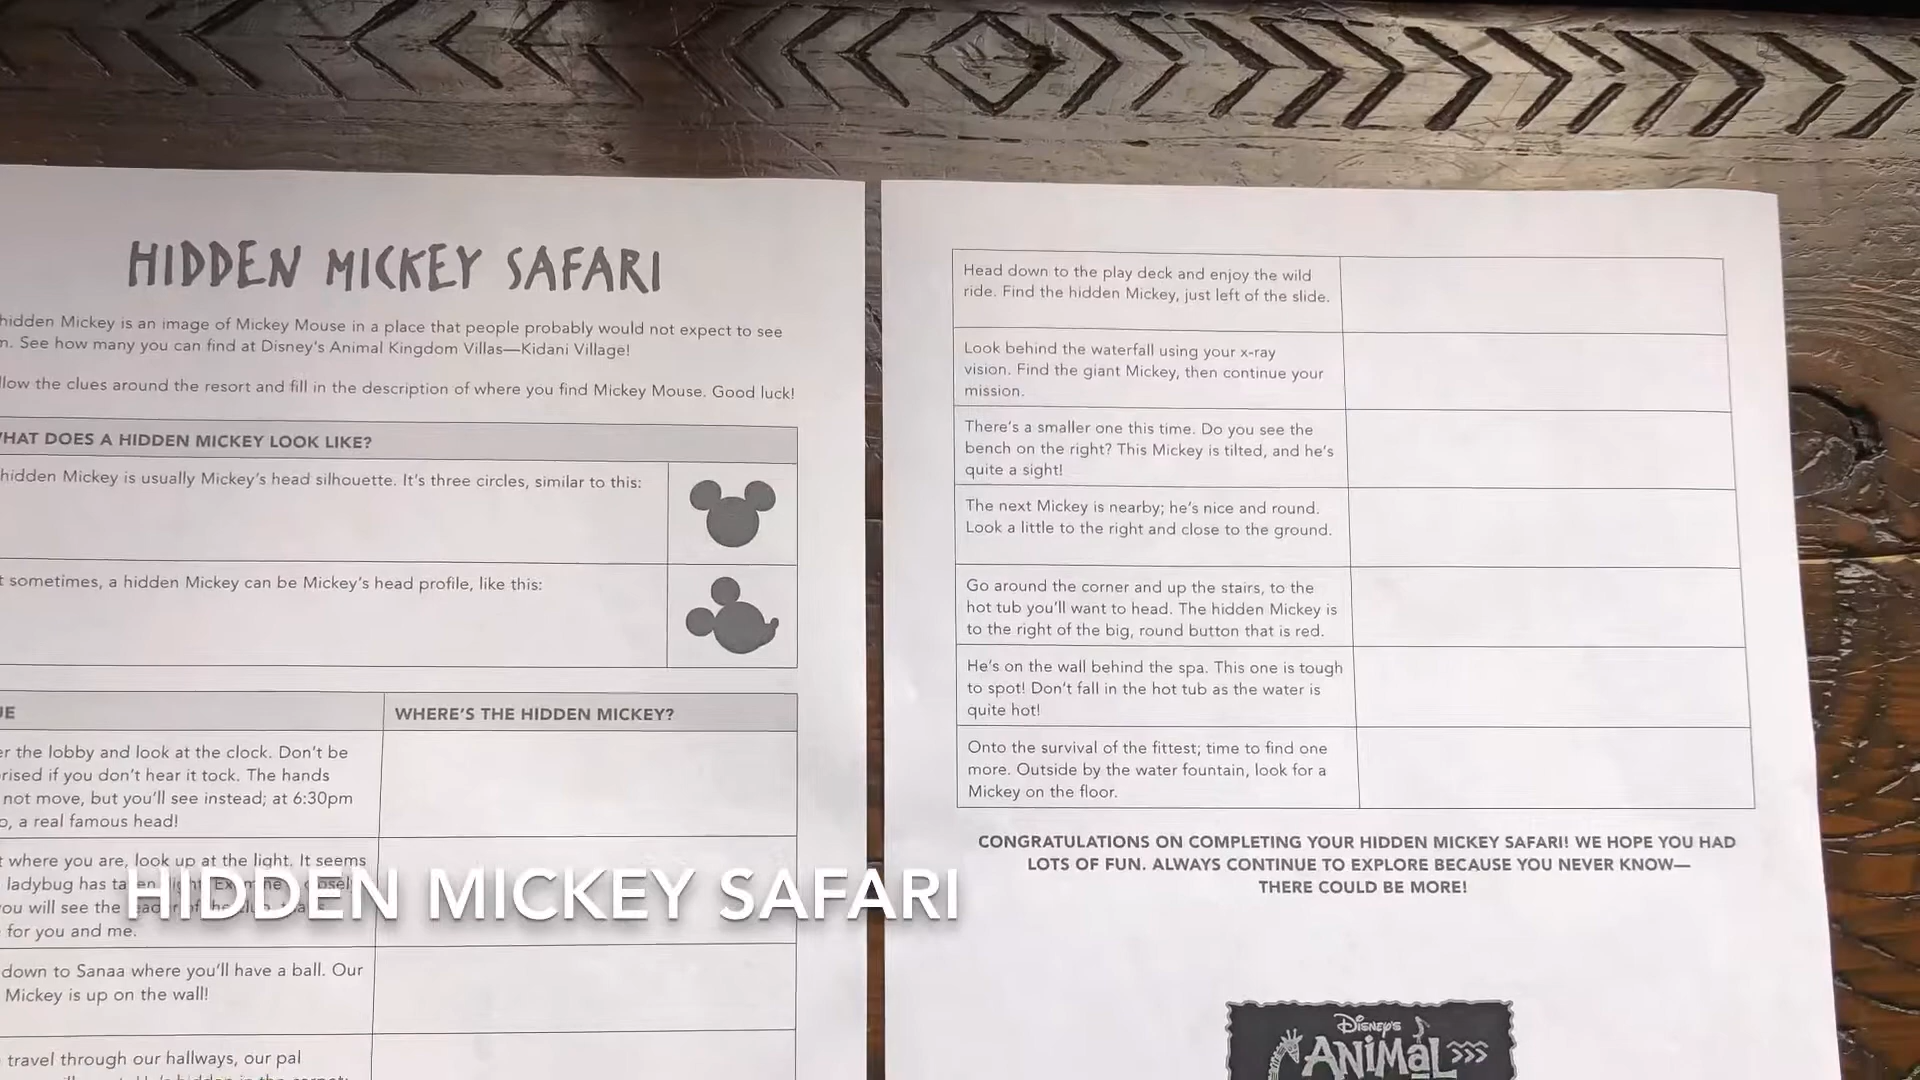 HIDDEN MICKEY SAFARI
hidden Mickey is an image of Mickey Mouse in a place that people probably would not expect to see
. See how many you can find at Disney's Animal Kingdom Villas—Kidani Village!
the clues around the resort and fill in the description of where you find Mickey Mouse. Good luck!
DOES A HIDDEN MICKEY LOOK LIKE?
hidden Mickey is usually Mickey's head silhouette. It's three circles, similar to this:
sometimes, a hidden Mickey can be Mickey's head profile, like this:
WHERE'S THE HIDDEN MICKEY?
the lobby and look at the clock. Don't be
if you don't hear it tock. The hands
not move, but you'll see instead; at 6:30pm
, a real famous head!
where you are, look up at the light. It seems
ladybug has
you will see the
for you and me.
down to Sanaa where you'll have a ball. Our
Mickey is up on the wall!
travel through our hallways, our pal
Head down to the play deck and enjoy the wild
ride. Find the hidden Mickey, just left of the slide.
Look behind the waterfall using your x-ray
vision. Find the giant Mickey, then continue your
mission.
There's a smaller one this time. Do you see the
bench on the right? This Mickey is tilted, and he's
quite a sight!
The next Mickey is nearby; he's nice and round.
Look a little to the right and close to the ground.
Go around the corner and up the stairs, to the
hot tub you'll want to head. The hidden Mickey is
to the right of the big, round button that is red.
He's on the wall behind the spa. This one is tough
to spot! Don't fall in the hot tub as the water is
quite hot!
Onto the survival of the fittest; time to find one
more. Outside by the water fountain, look for a
Mickey on the floor.
CONGRATULATIONS ON COMPLETING YOUR HIDDEN MICKEY SAFARI! WE HOPE YOU HAD
LOTS OF FUN. ALWAYS CONTINUE TO EXPLORE BECAUSE YOU NEVER KNOW—
THERE COULD BE MORE!
DISNEY'S
ANIMAL
HIDDEN MICKEY SAFARI